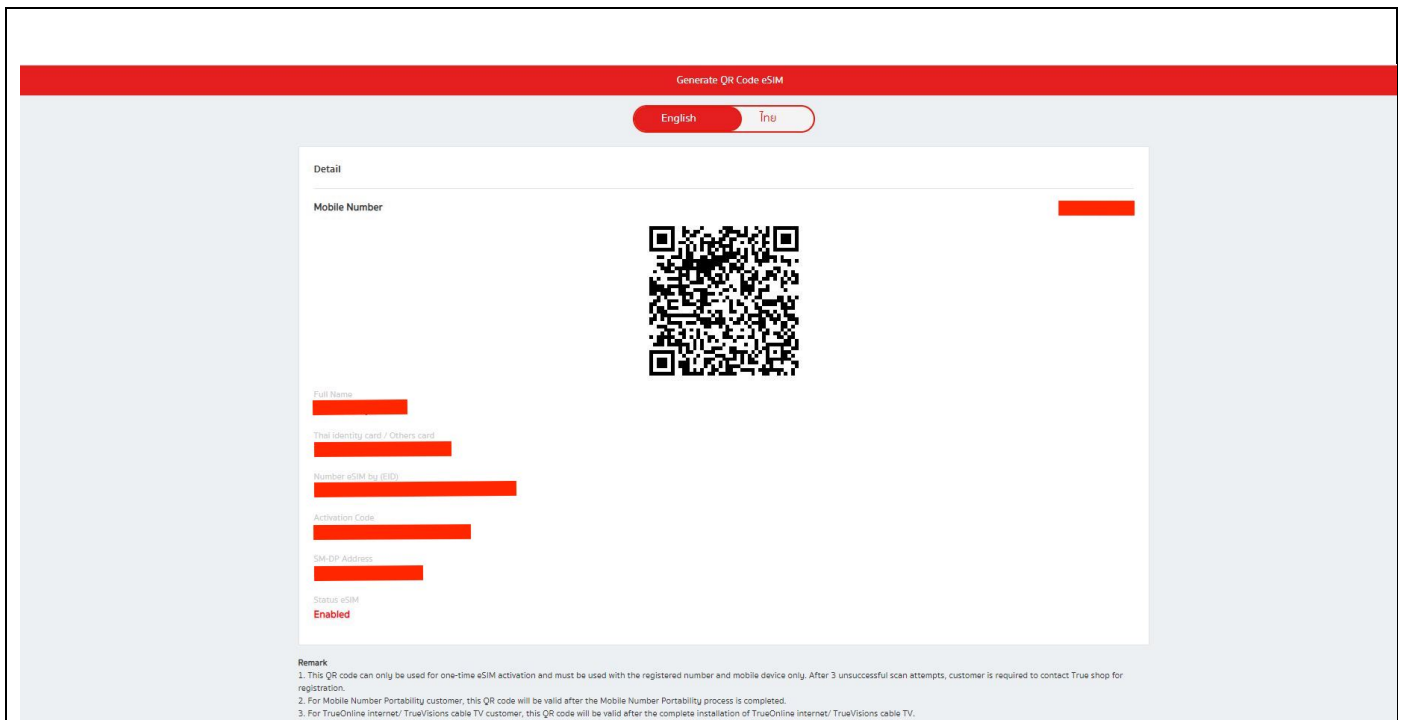 Generate QR Code eSIM
English ไทย
Detail
Mobile Number
Full Name
Thai identity card / Others card
Number eSIM by (EID)
Activation Code
SM-DP Address
Status eSIM
Enabled
Remark
1. This QR code can only be used for one-time eSIM activation and must be used with the registered number and mobile device only. After 3 unsuccessful scan attempts, customer is required to contact True shop for
registration.
2. For Mobile Number Portability customer, this QR code will be valid after the Mobile Number Portability process is completed.
3. For TrueOnline internet/ TrueVisions cable TV customer, this QR code will be valid after the complete installation of TrueOnline internet/ TrueVisions cable TV.